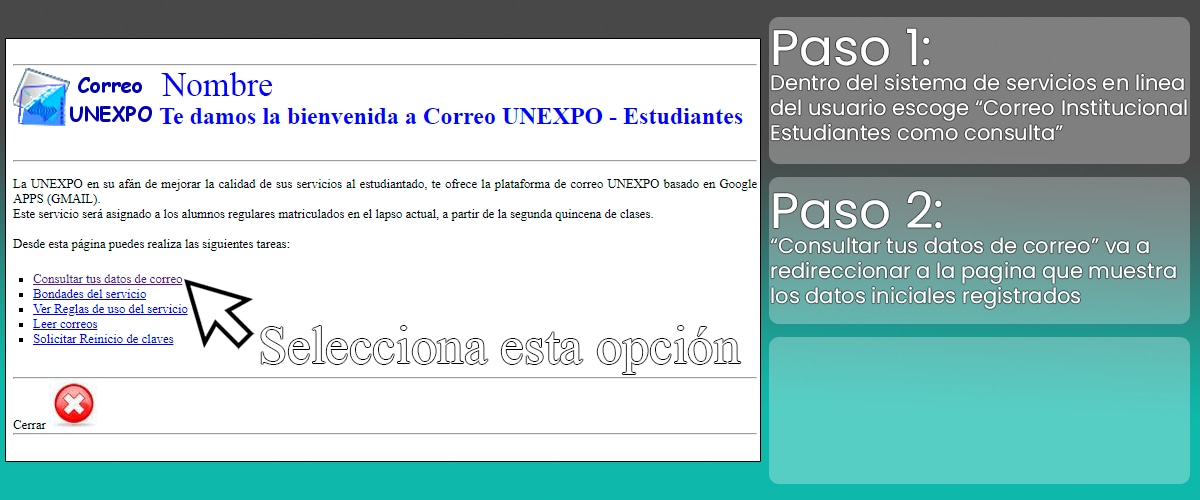 Correo
UNEXPO
Nombre
Te damos la bienvenida a Correo UNEXPO - Estudiantes
La UNEXPO en su afán de mejorar la calidad de sus servicios al estudiantado, te ofrece la plataforma de correo UNEXPO basado en Google
APPS (GMAIL).
Este servicio será asignado a los alumnos regulares matriculados en el lapso actual, a partir de la segunda quincena de clases.
Desde esta página puedes realiza las siguientes tareas:
Consultar tus datos de correo
Bondades del servicio
Ver Reglas de uso del servicio
Leer correos
Solicitar Reinicio de claves
Selecciona esta opción
Cerrar
Paso 1:
Dentro del sistema de servicios en linea
del usuario escoge “Correo Institucional
Estudiantes como consulta”
Paso 2:
“Consultar tus datos de correo” va a
redireccionar a la pagina que muestra
los datos iniciales registrados